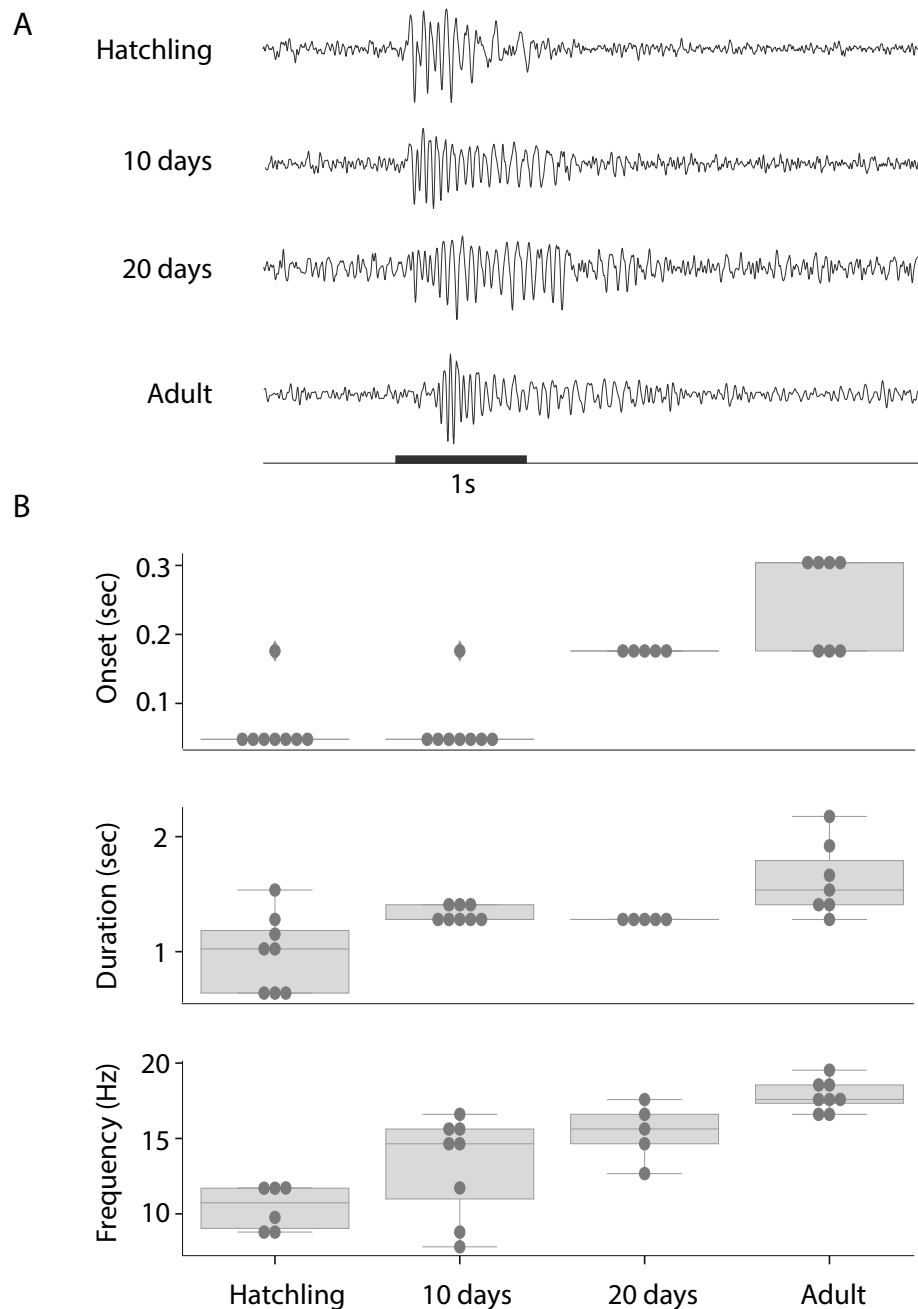 A
Hatchling
10 days
20 days
Adult
1s
B
Onset (sec)
0.3
0.2
0.1
Duration (sec)
2
1
Frequency (Hz)
20
15
10
Hatchling 10 days 20 days Adult